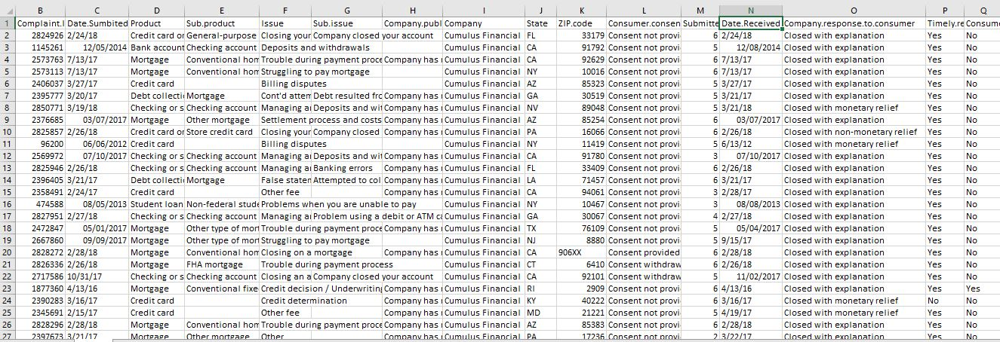 B C D E F G H I J K L M N O P Q
1 Complaint.I Date.Sumbited Product Sub.product Issue Sub.issue Company.publ Company State ZIP.code Consumer.consen Submitte Date.Received Company.response.to.consumer Timely.re Consume
2 2824926 2/24/18 Credit card or General-purpose Closing your Company closed your account Cumulus Financial FL 33179 Consent not provi 6 2/24/18 Closed with explanation Yes No
3 1145261 12/05/2014 Bank account Checking account Deposits and withdrawals Cumulus Financial CA 91792 Consent not provi 5 12/08/2014 Closed with explanation Yes No
4 2573763 7/13/17 Mortgage Conventional hom Trouble during payment proce Company has Cumulus Financial CA 92629 Consent not provi 6 7/13/17 Closed with explanation Yes No
5 2573113 7/13/17 Mortgage Conventional hom Struggling to pay mortgage Cumulus Financial NY 10016 Consent not provi 6 7/13/17 Closed with explanation Yes No
6 2406037 3/27/17 Credit card Billing disputes Cumulus Financial AZ 85323 Consent not provi 5 3/27/17 Closed with explanation Yes No
7 2395777 3/20/17 Debt collecti Mortgage Cont'd attem Debt resulted fro Company has Cumulus Financial GA 30519 Consent not provi 5 3/21/17 Closed with explanation Yes No
8 2850771 3/19/18 Checking or s Checking account Managing a Deposits and wit Company has Cumulus Financial NV 89048 Consent not provi 5 3/21/18 Closed with monetary relief Yes No
9 2376685 03/07/2017 Mortgage Other mortgage Settlement process and costs Company has Cumulus Financial AZ 85254 Consent not provi 6 03/07/2017 Closed with explanation Yes No
10 2825857 2/26/18 Credit card or Store credit card Closing your Company closed Company has Cumulus Financial PA 16066 Consent not provi 6 2/26/18 Closed with non-monetary relief Yes No
11 96200 06/06/2012 Credit card Billing disputes Cumulus Financial NY 11419 Consent not provi 5 6/13/12 Closed with monetary relief Yes No
12 2569972 07/10/2017 Checking or s Checking account Managing a Deposits and wit Company has Cumulus Financial CA 91780 Consent not provi 3 07/10/2017 Closed with explanation Yes No
13 2825946 2/26/18 Checking or s Checking account Managing a Banking errors Company has Cumulus Financial FL 33409 Consent not provi 6 2/26/18 Closed with explanation Yes No
14 2396405 3/21/17 Debt collecti Mortgage False staten Attempted to col Company has Cumulus Financial LA 71457 Consent not provi 6 3/21/17 Closed with explanation Yes No
15 2358491 2/24/17 Credit card Other fee Company has Cumulus Financial CA 94061 Consent not provi 3 2/28/17 Closed with explanation Yes No
16 474588 08/05/2013 Student loan Non-federal stude Problems when you are unable to pay Cumulus Financial NY 10467 Consent not provi 3 08/08/2013 Closed with explanation Yes No
17 2827951 2/27/18 Checking or s Checking account Managing a Problem using a debit or ATM ca Cumulus Financial GA 30067 Consent not provi 4 2/27/18 Closed with explanation Yes No
18 2472847 05/01/2017 Mortgage Other type of mor Trouble during payment proce Company has Cumulus Financial TX 76109 Consent not provi 5 05/04/2017 Closed with explanation Yes No
19 2667860 09/09/2017 Mortgage Other type of mor Struggling to pay mortgage Cumulus Financial NJ 8880 Consent not provi 5 9/15/17 Closed with explanation Yes No
20 2828272 2/28/18 Mortgage Conventional hom Closing on a mortgage Company has Cumulus Financial CA 906XX Consent provided 6 2/28/18 Closed with explanation Yes No
21 2826336 2/26/18 Mortgage FHA mortgage Trouble during payment process Cumulus Financial CT 6410 Consent withdraw 6 2/26/18 Closed with explanation Yes No
22 2717586 10/31/17 Checking or s Checking account Closing an a Company closed your account Cumulus Financial CA 92101 Consent withdraw 5 11/02/2017 Closed with explanation Yes No
23 1877360 4/13/16 Mortgage Conventional fixe Credit decision / Underwriting Company has Cumulus Financial RI 2909 Consent not provi 6 4/13/16 Closed with explanation Yes Yes
24 2390283 3/16/17 Credit card Credit determination Company has Cumulus Financial KY 40222 Consent not provi 6 3/16/17 Closed with monetary relief No No
25 2345691 2/15/17 Credit card Other fee Company has Cumulus Financial MD 21221 Consent not provi 5 4/19/17 Closed with monetary relief Yes No
26 2828296 2/28/18 Mortgage Conventional hom Trouble during payment proce Company has Cumulus Financial AZ 85383 Consent not provi 6 2/28/18 Closed with explanation Yes No
27 2397673 3/21/17 Mortgage Other mortgage Other Company has Cumulus Financial PA 17236 Consent not provi 2 3/22/17 Closed with explanation Yes No